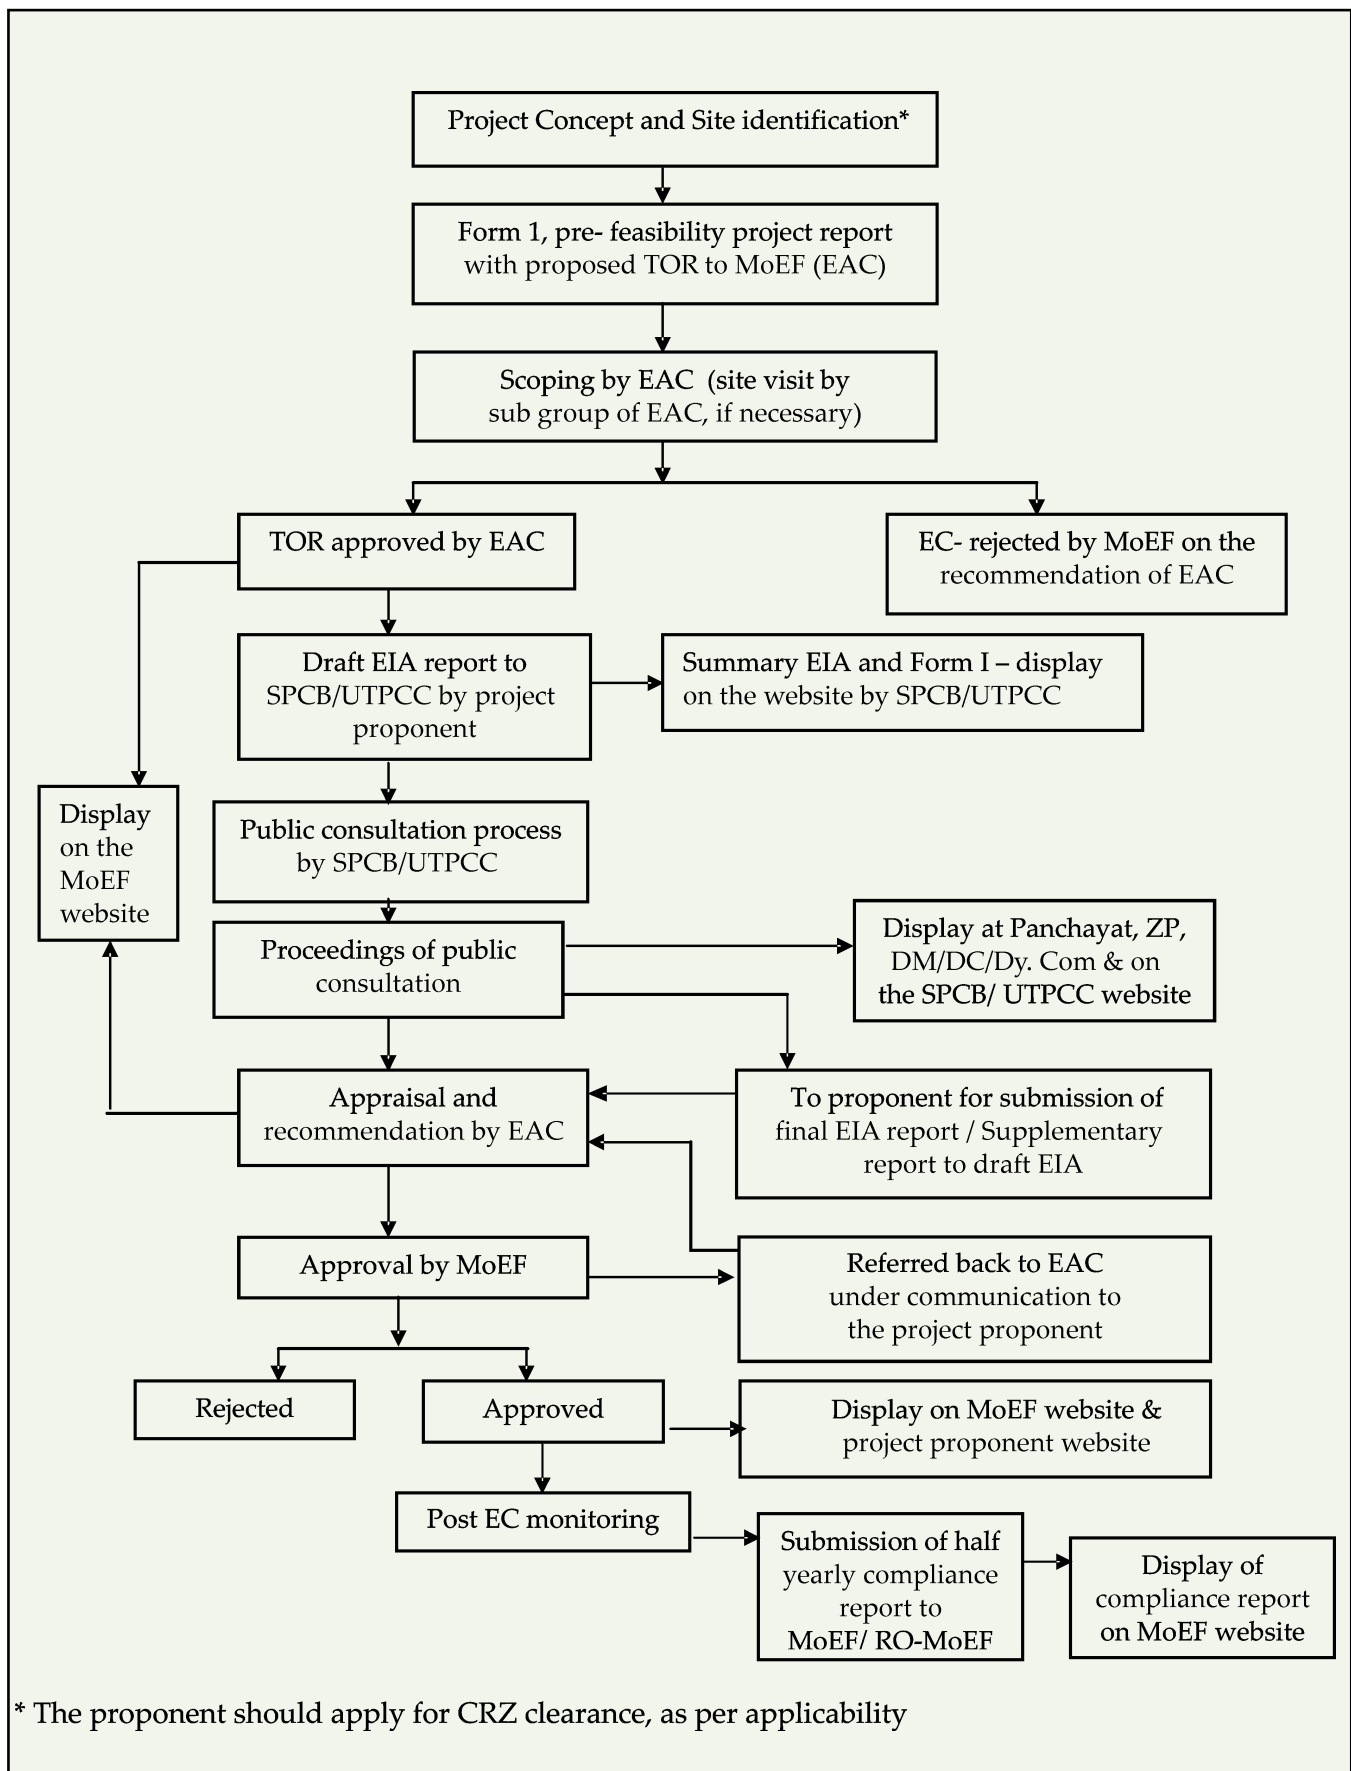 Project Concept and Site identification*
Form 1, pre- feasibility project report
with proposed TOR to MoEF (EAC)
Scoping by EAC (site visit by
sub group of EAC, if necessary)
TOR approved by EAC
EC- rejected by MoEF on the
recommendation of EAC
Draft EIA report to
SPCB/UTPCC by project
proponent
Summary EIA and Form I – display
on the website by SPCB/UTPCC
Display
on the
MoEF
website
Public consultation process
by SPCB/UTPCC
Proceedings of public
consultation
Display at Panchayat, ZP,
DM/DC/Dy. Com & on
the SPCB/ UTPCC website
Appraisal and
recommendation by EAC
To proponent for submission of
final EIA report / Supplementary
report to draft EIA
Approval by MoEF
Referred back to EAC
under communication to
the project proponent
Rejected
Approved
Display on MoEF website &
project proponent website
Post EC monitoring
Submission of half
yearly compliance
report to
MoEF/ RO-MoEF
Display of
compliance report
on MoEF website
* The proponent should apply for CRZ clearance, as per applicability